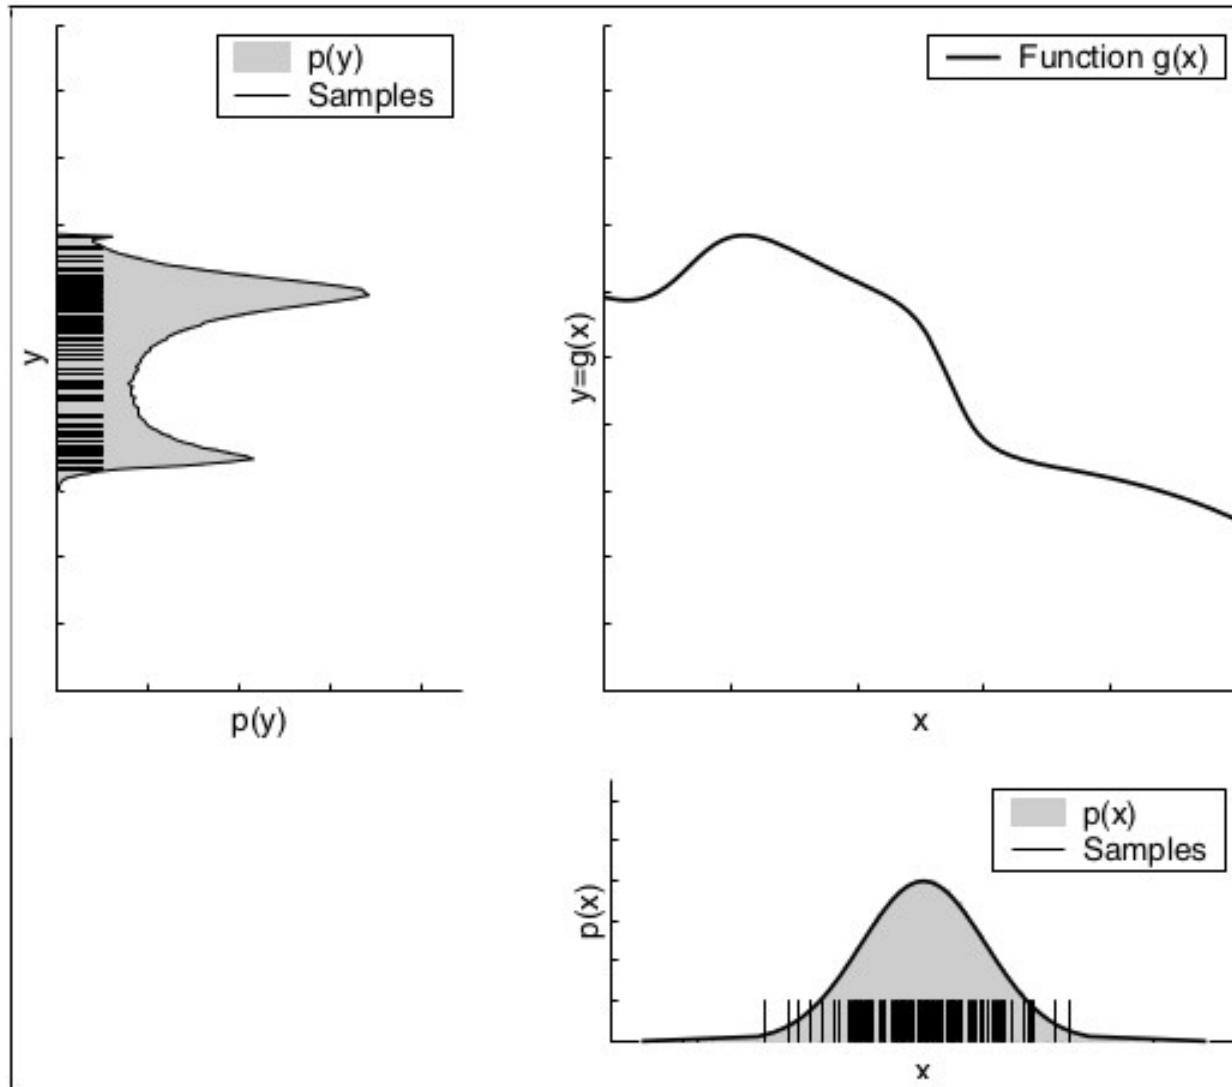 p(y)
Samples
y
p(y)
Function g(x)
y=g(x)
x
p(x)
Samples
p(x)
x